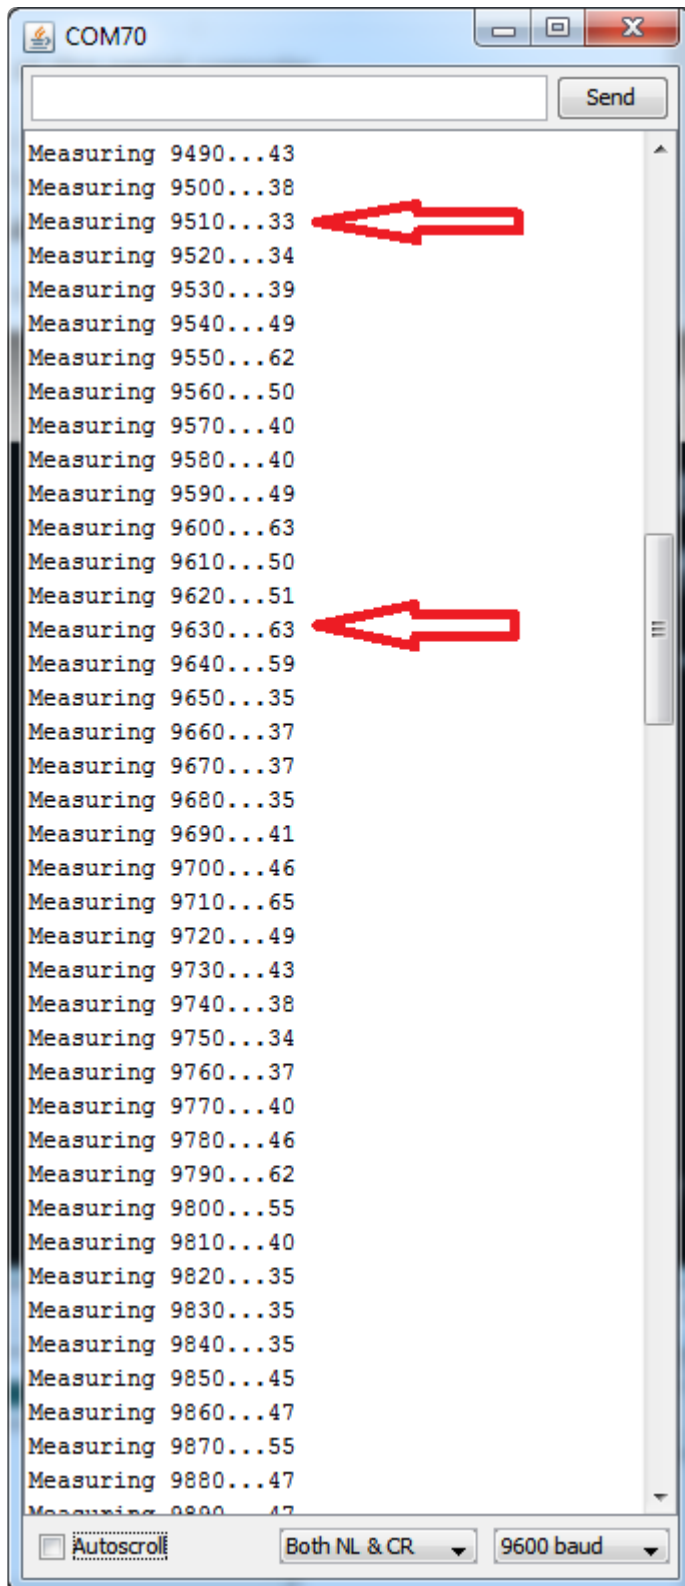 COM70
Send
Measuring 9490...43
Measuring 9500...38
Measuring 9510...33
Measuring 9520...34
Measuring 9530...39
Measuring 9540...49
Measuring 9550...62
Measuring 9560...50
Measuring 9570...40
Measuring 9580...40
Measuring 9590...49
Measuring 9600...63
Measuring 9610...50
Measuring 9620...51
Measuring 9630...63
Measuring 9640...59
Measuring 9650...35
Measuring 9660...37
Measuring 9670...37
Measuring 9680...35
Measuring 9690...41
Measuring 9700...46
Measuring 9710...65
Measuring 9720...49
Measuring 9730...43
Measuring 9740...38
Measuring 9750...34
Measuring 9760...37
Measuring 9770...40
Measuring 9780...46
Measuring 9790...62
Measuring 9800...55
Measuring 9810...40
Measuring 9820...35
Measuring 9830...35
Measuring 9840...35
Measuring 9850...45
Measuring 9860...47
Measuring 9870...55
Measuring 9880...47
Measuring 9890...47
Autoscroll Both NL & CR 9600 baud